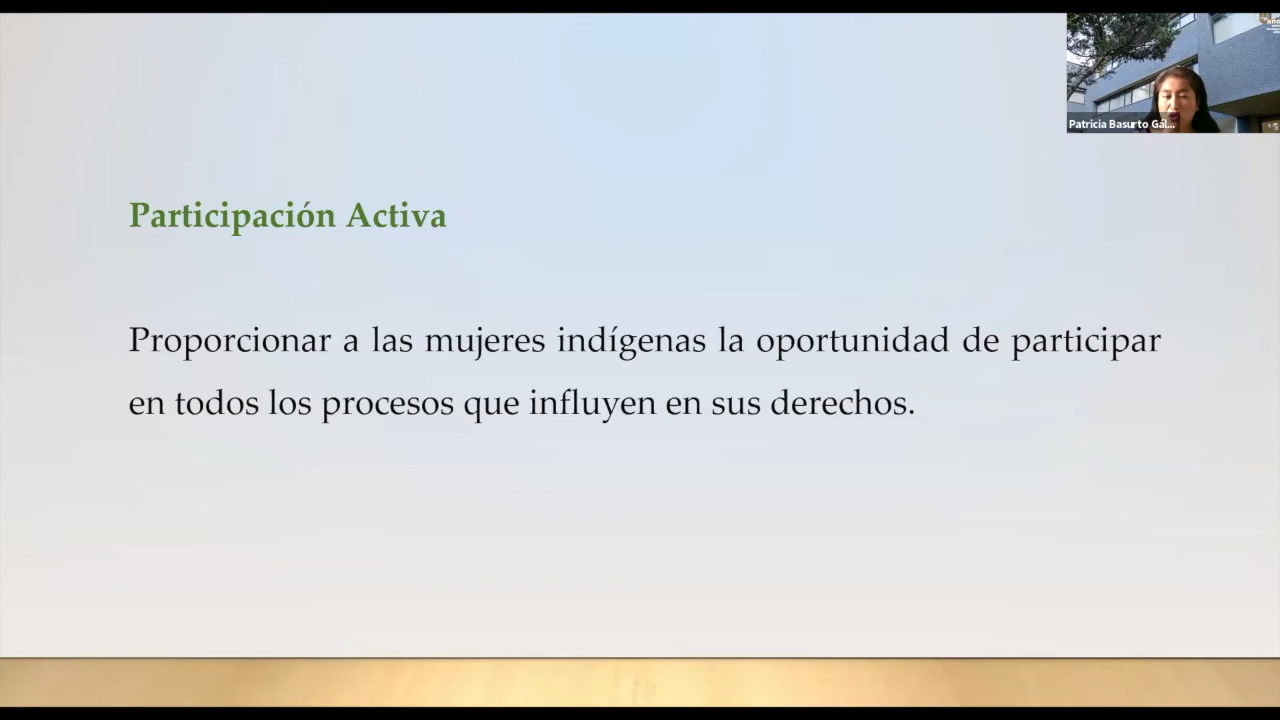 Patricia Basurto Gál...
Participación Activa
Proporcionar a las mujeres indígenas la oportunidad de participar
en todos los procesos que influyen en sus derechos.